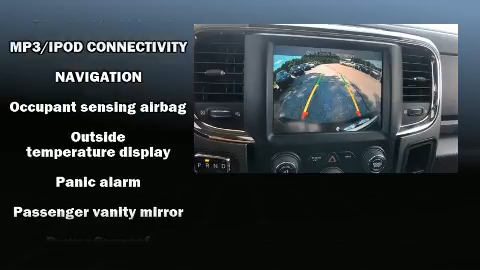 MP3/IPOD CONNECTIVITY
NAVIGATION
Occupant sensing airbag
Outside
temperature display
Panic alarm
Passenger vanity mirror
P R N D